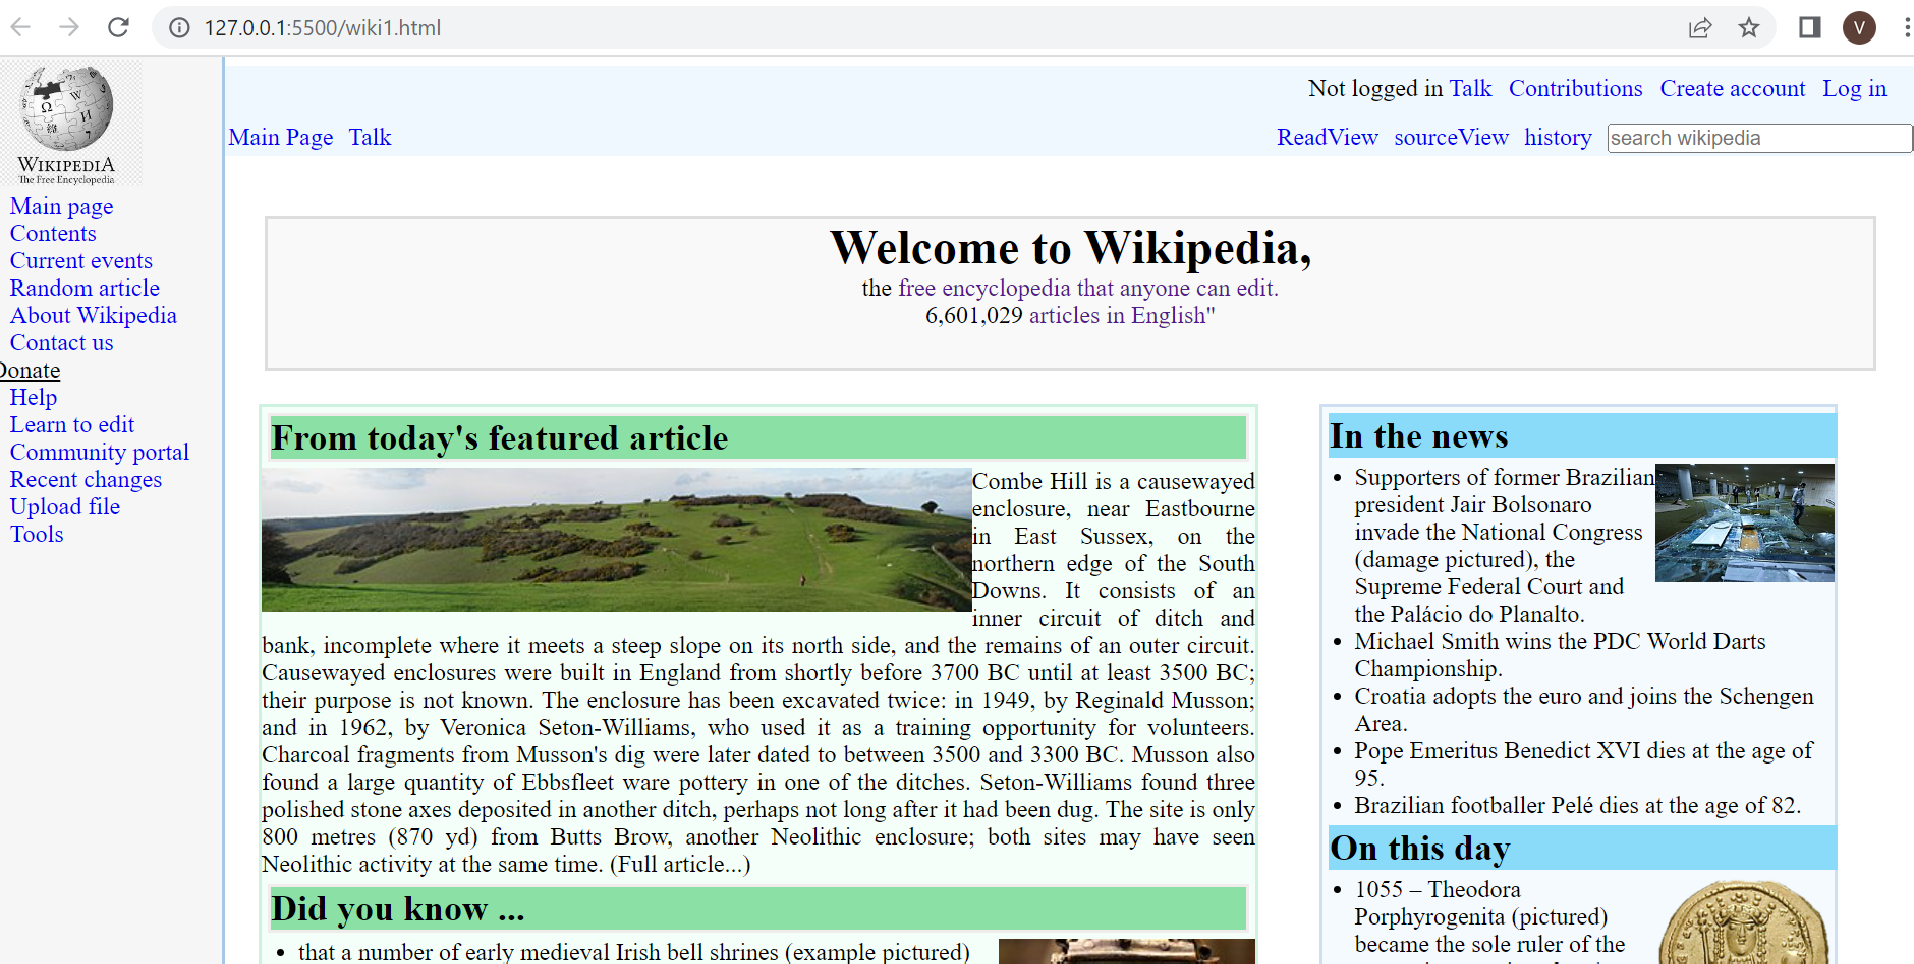 127.0.0.1:5500/wiki1.html
V
WIKIPEDIA
The Free Encyclopedia
Not logged in Talk Contributions Create account Log in
Main Page Talk
ReadView sourceView history search wikipedia
Main page
Contents
Current events
Random article
About Wikipedia
Contact us
Donate
Help
Learn to edit
Community portal
Recent changes
Upload file
Tools
Welcome to Wikipedia,
the free encyclopedia that anyone can edit.
6,601,029 articles in English"
From today's featured article
Combe Hill is a causewayed
enclosure, near Eastbourne
in East Sussex, on the
northern edge of the South
Downs. It consists of an
inner circuit of ditch and
bank, incomplete where it meets a steep slope on its north side, and the remains of an outer circuit.
Causewayed enclosures were built in England from shortly before 3700 BC until at least 3500 BC;
their purpose is not known. The enclosure has been excavated twice: in 1949, by Reginald Musson;
and in 1962, by Veronica Seton-Williams, who used it as a training opportunity for volunteers.
Charcoal fragments from Musson's dig were later dated to between 3500 and 3300 BC. Musson also
found a large quantity of Ebbsfleet ware pottery in one of the ditches. Seton-Williams found three
polished stone axes deposited in another ditch, perhaps not long after it had been dug. The site is only
800 metres (870 yd) from Butts Brow, another Neolithic enclosure; both sites may have seen
Neolithic activity at the same time. (Full article...)
Did you know ...
• that a number of early medieval Irish bell shrines (example pictured)
In the news
• Supporters of former Brazilian
president Jair Bolsonaro
invade the National Congress
(damage pictured), the
Supreme Federal Court and
the Palácio do Planalto.
• Michael Smith wins the PDC World Darts
Championship.
• Croatia adopts the euro and joins the Schengen
Area.
• Pope Emeritus Benedict XVI dies at the age of
95.
• Brazilian footballer Pelé dies at the age of 82.
On this day
• 1055 – Theodora
Porphyrogenita (pictured)
became the sole ruler of the